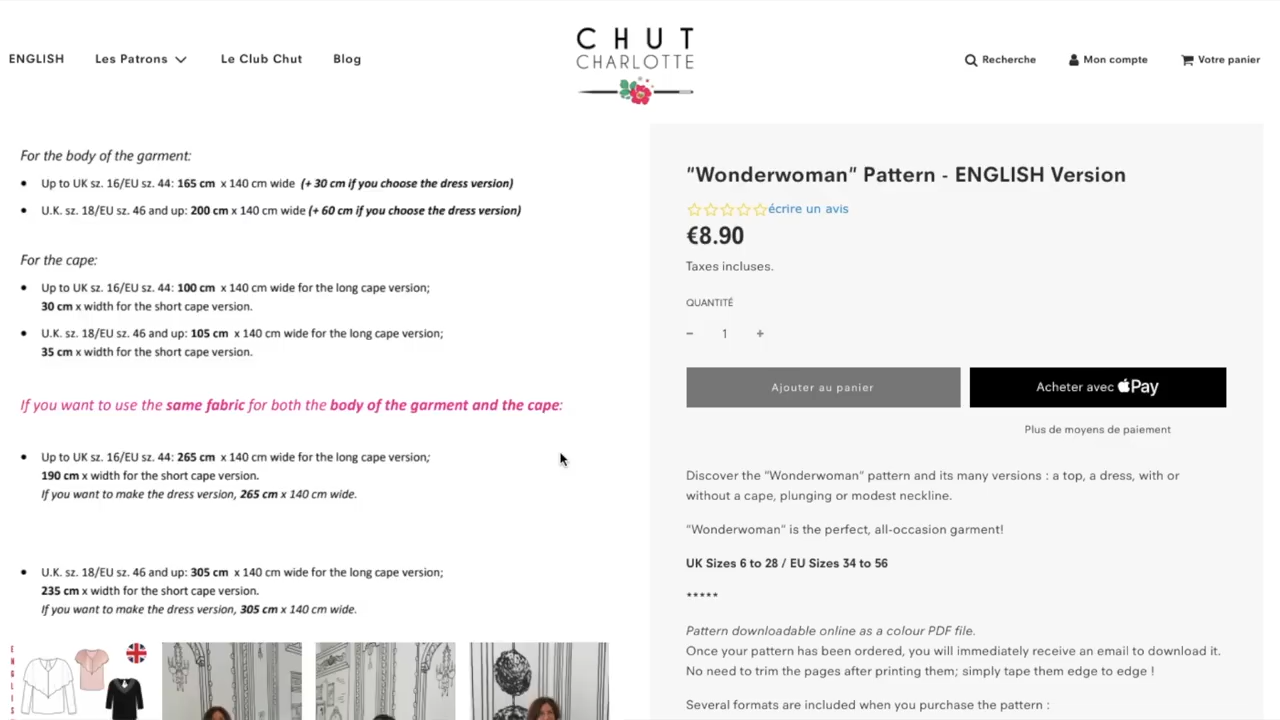 ENGLISH
Les Patrons
Le Club Chut
Blog
CHUT
CHARLOTTE
Recherche
Mon compte
Votre panier
For the body of the garment:
• Up to UK sz. 16/EU sz. 44: 165 cm x 140 cm wide (+ 30 cm if you choose the dress version)
• U.K. sz. 18/EU sz. 46 and up: 200 cm x 140 cm wide (+ 60 cm if you choose the dress version)
For the cape:
• Up to UK sz. 16/EU sz. 44: 100 cm x 140 cm wide for the long cape version;
30 cm x width for the short cape version.
• U.K. sz. 18/EU sz. 46 and up: 105 cm x 140 cm wide for the long cape version;
35 cm x width for the short cape version.
If you want to use the same fabric for both the body of the garment and the cape:
• Up to UK sz. 16/EU sz. 44: 265 cm x 140 cm wide for the long cape version;
190 cm x width for the short cape version.
If you want to make the dress version, 265 cm x 140 cm wide.
• U.K. sz. 18/EU sz. 46 and up: 305 cm x 140 cm wide for the long cape version;
235 cm x width for the short cape version.
If you want to make the dress version, 305 cm x 140 cm wide.
ENGLIS
"Wonderwoman" Pattern - ENGLISH Version
écrire un avis
€8.90
Taxes incluses.
QUANTITÉ
− 1 +
Ajouter au panier
Acheter avec Pay
Plus de moyens de paiement
Discover the "Wonderwoman" pattern and its many versions : a top, a dress, with or
without a cape, plunging or modest neckline.
"Wonderwoman" is the perfect, all-occasion garment!
UK Sizes 6 to 28 / EU Sizes 34 to 56
*****
Pattern downloadable online as a colour PDF file.
Once your pattern has been ordered, you will immediately receive an email to download it.
No need to trim the pages after printing them; simply tape them edge to edge !
Several formats are included when you purchase the pattern :